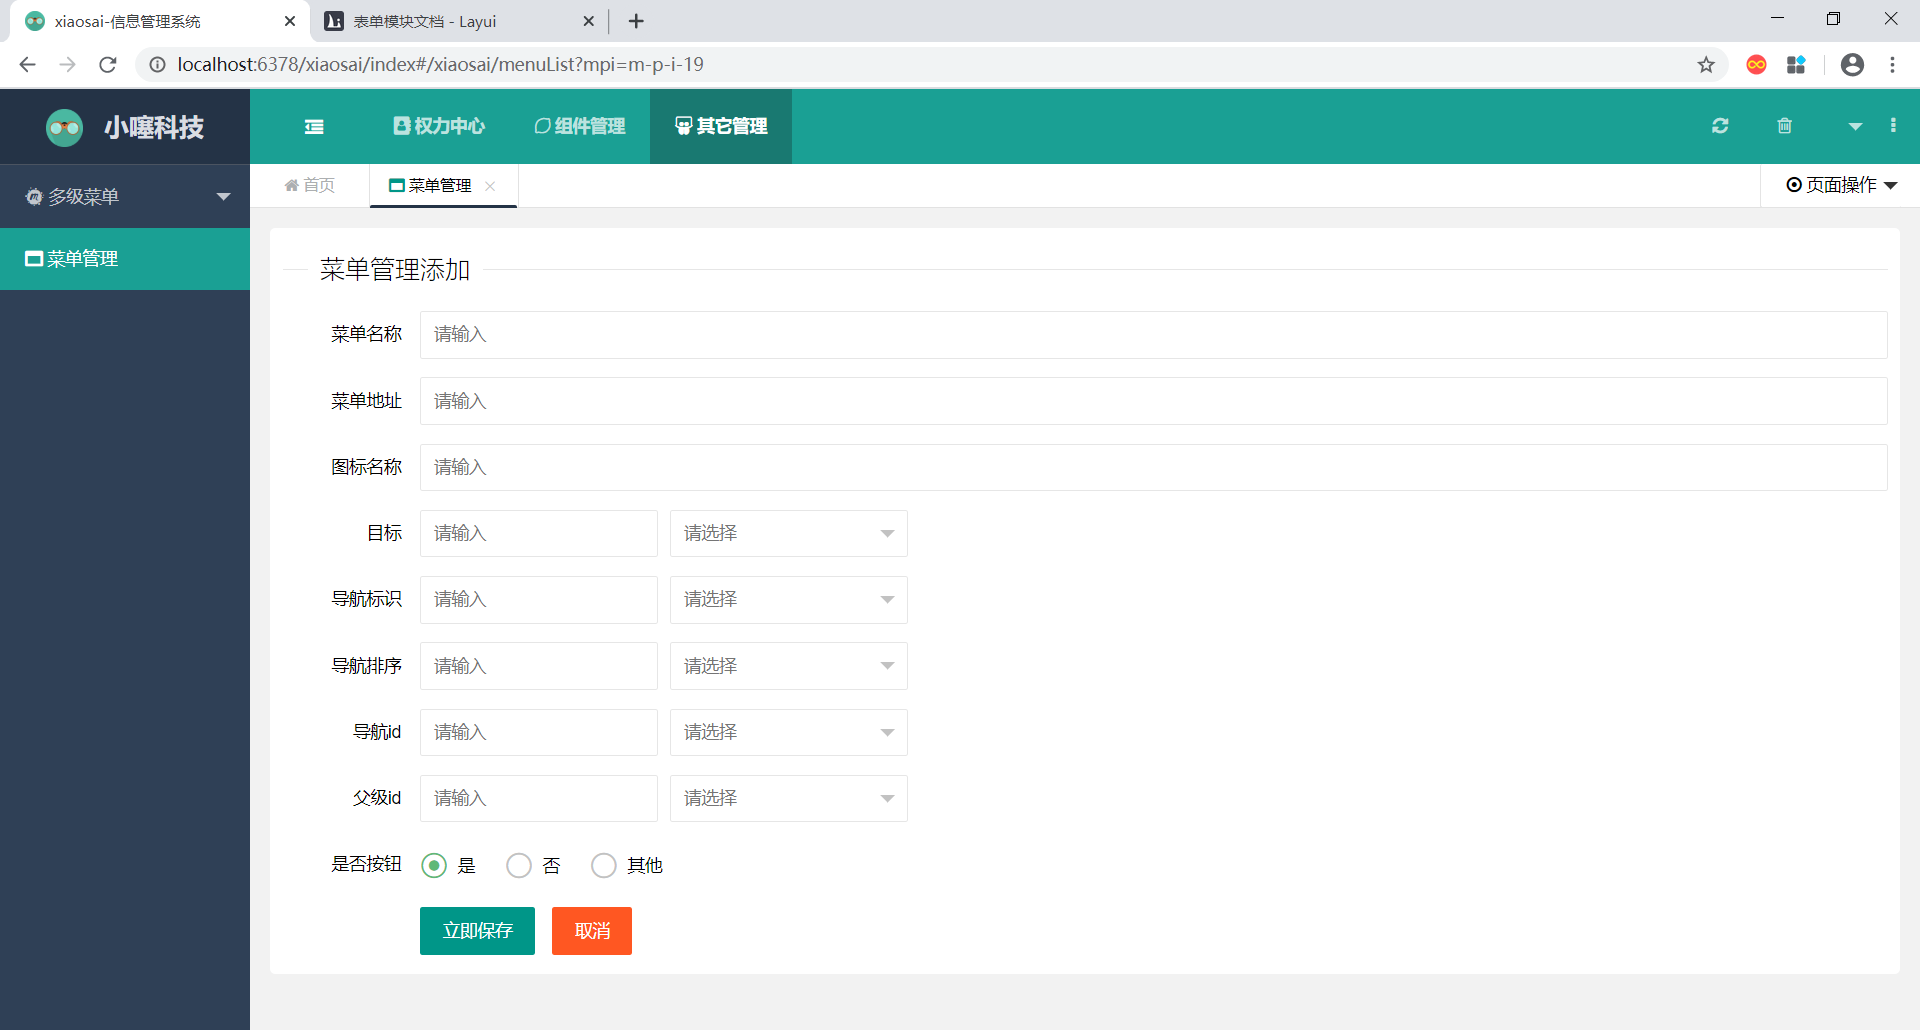 xiaosai-信息管理系统
表单模块文档 - Layui
localhost:6378/xiaosai/index#/xiaosai/menuList?mpi=m-p-i-19
小噻科技
权力中心
组件管理
其它管理
多级菜单
首页
菜单管理
页面操作
菜单管理
菜单管理添加
菜单名称 请输入
菜单地址 请输入
图标名称 请输入
目标 请输入 请选择
导航标识 请输入 请选择
导航排序 请输入 请选择
导航id 请输入 请选择
父级id 请输入 请选择
是否按钮 是 否 其他
立即保存 取消